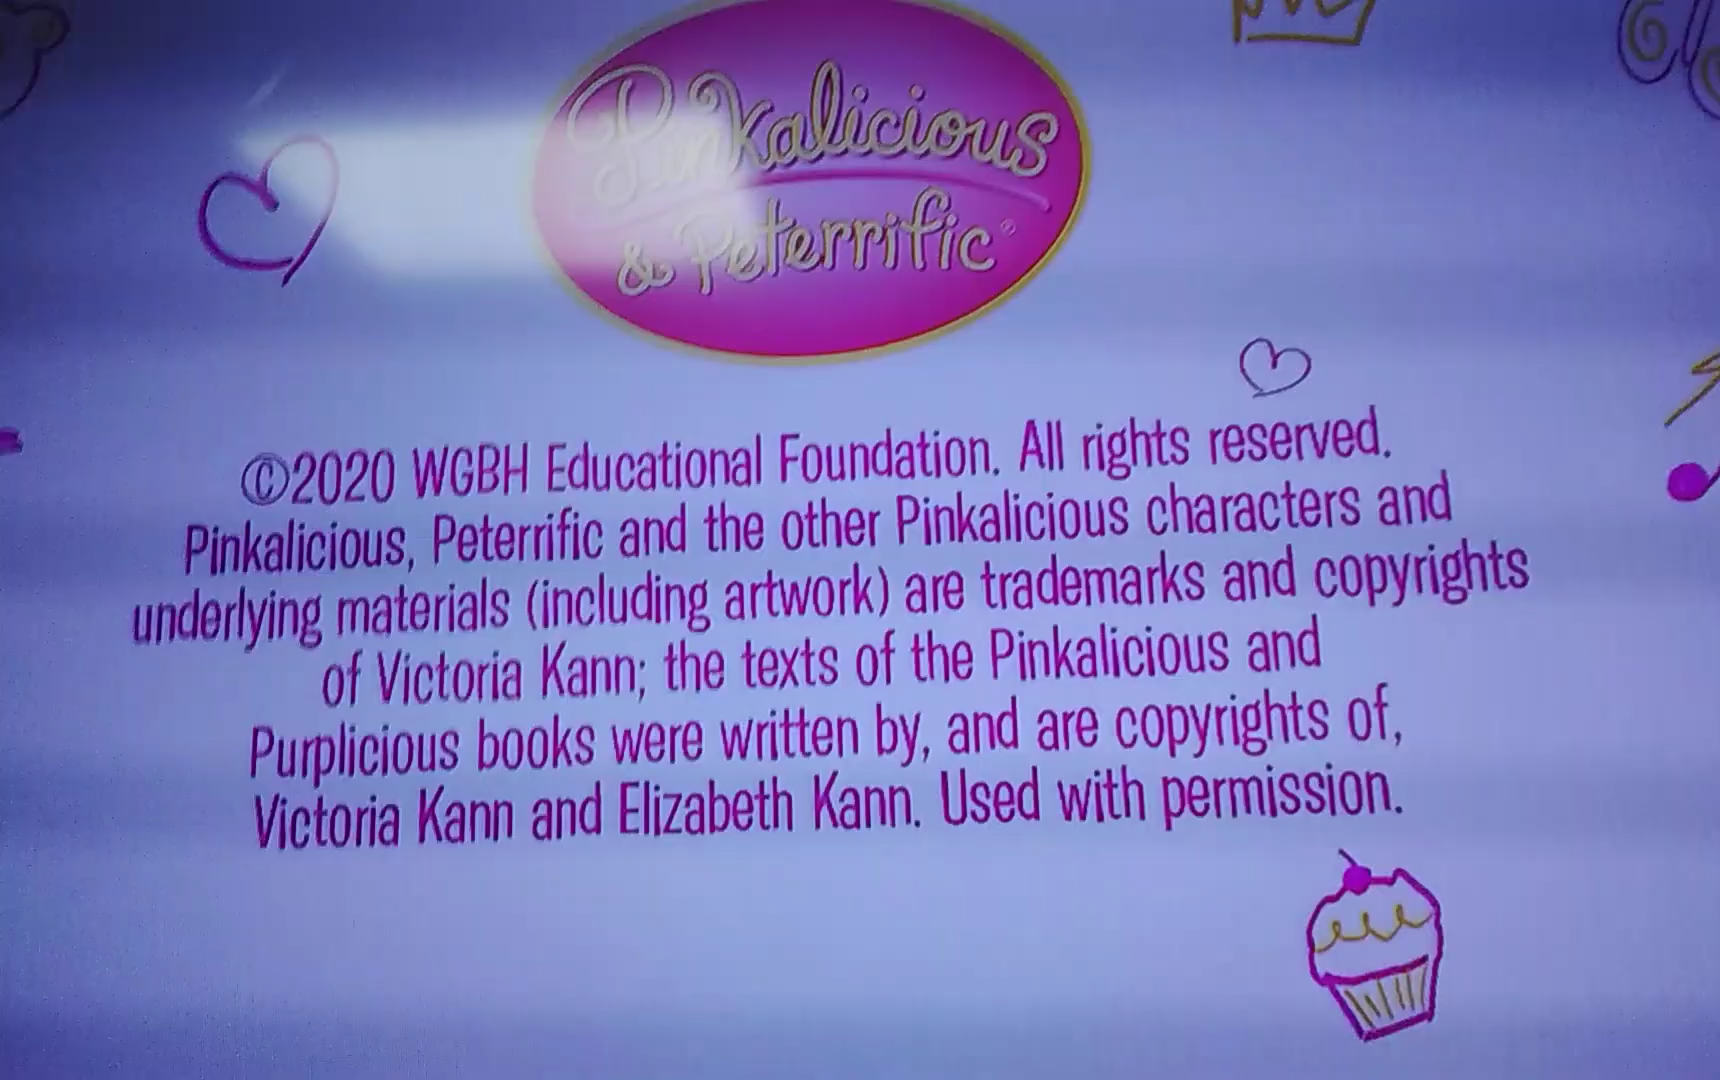 Pinkalicious
& Peterrific®
©2020 WGBH Educational Foundation. All rights reserved.
Pinkalicious, Peterrific and the other Pinkalicious characters and
underlying materials (including artwork) are trademarks and copyrights
of Victoria Kann; the texts of the Pinkalicious and
Purplicious books were written by, and are copyrights of,
Victoria Kann and Elizabeth Kann. Used with permission.